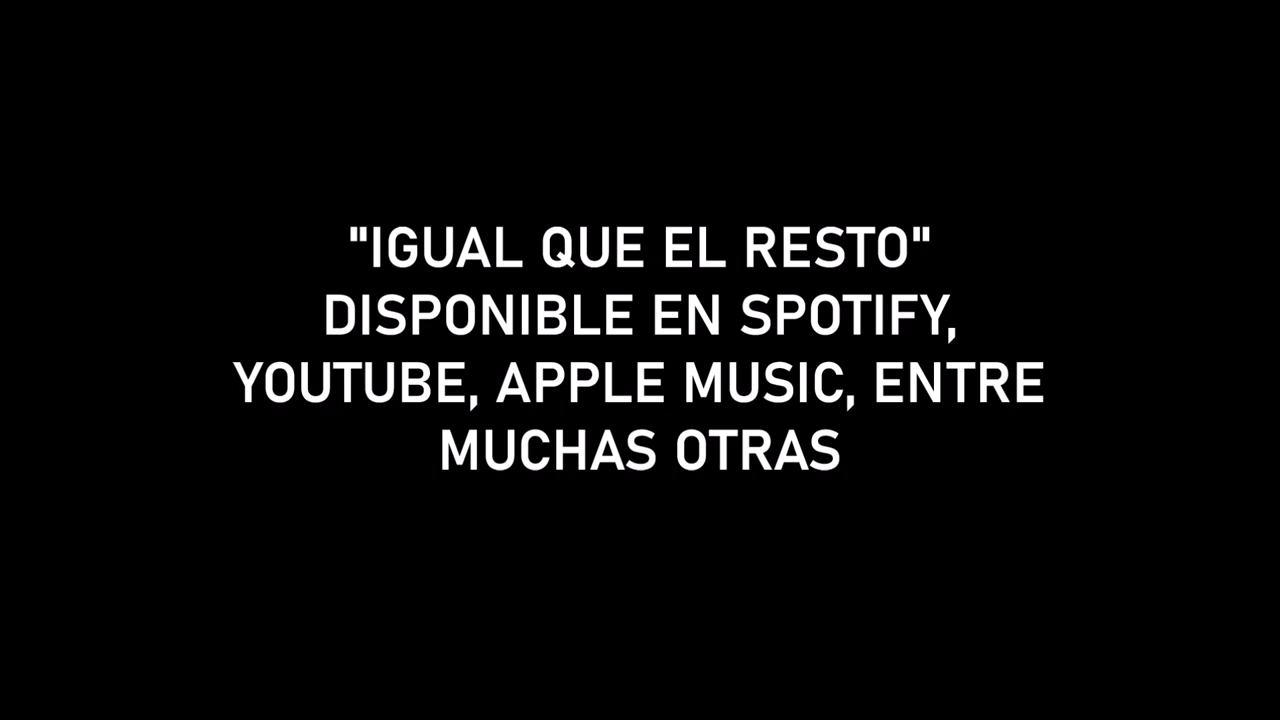 "IGUAL QUE EL RESTO"
DISPONIBLE EN SPOTIFY,
YOUTUBE, APPLE MUSIC, ENTRE
MUCHAS OTRAS